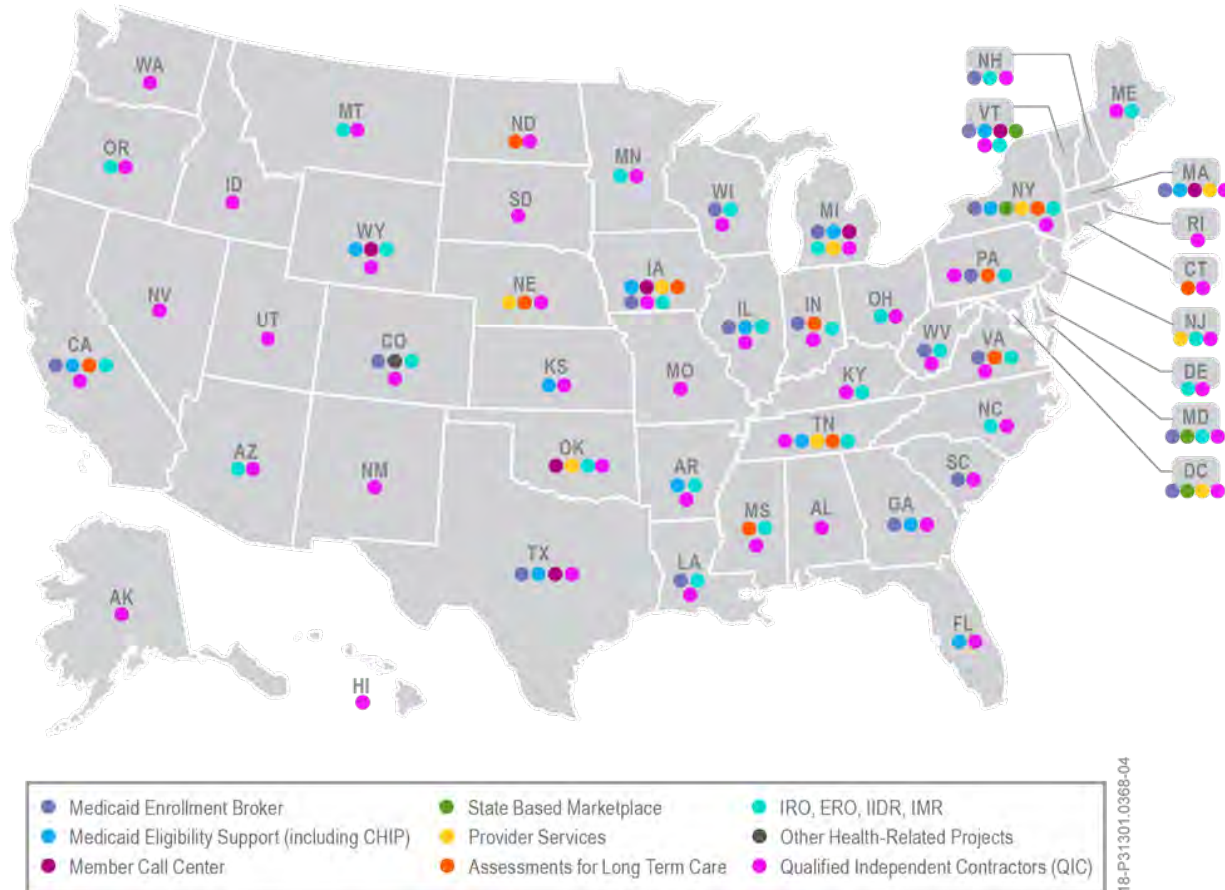 WA
MT
ND
MN
OR
ID
SD
WI
MI
WY
NE
IA
NV
UT
CO
CA
KS
MO
IL
IN
OH
WV
VA
KY
AZ
NM
OK
AR
TN
NC
SC
MS
AL
GA
TX
LA
FL
AK
HI
NH
VT
ME
NY
PA
MA
RI
CT
NJ
DE
MD
DC
Medicaid Enrollment Broker
Medicaid Eligibility Support (including CHIP)
Member Call Center
State Based Marketplace
Provider Services
Assessments for Long Term Care
IRO, ERO, IIDR, IMR
Other Health-Related Projects
Qualified Independent Contractors (QIC)
18-P31301.0368-04